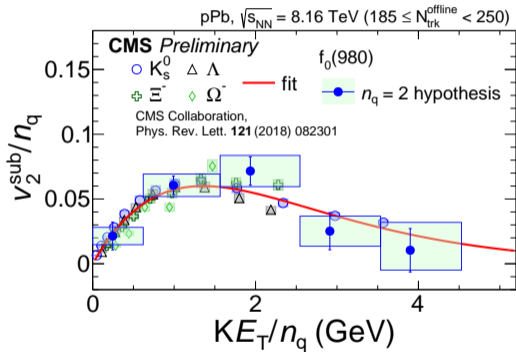 pPb, √s_NN = 8.16 TeV (185 ≤ N_trk^offline < 250)
CMS Preliminary
f₀(980)
K_s^0 Λ
Ξ⁻ Ω⁻
fit
n_q = 2 hypothesis
CMS Collaboration,
Phys. Rev. Lett. 121 (2018) 082301
v_2^sub/n_q
0.15
0.1
0.05
0
0 2 4
KE_T/n_q (GeV)